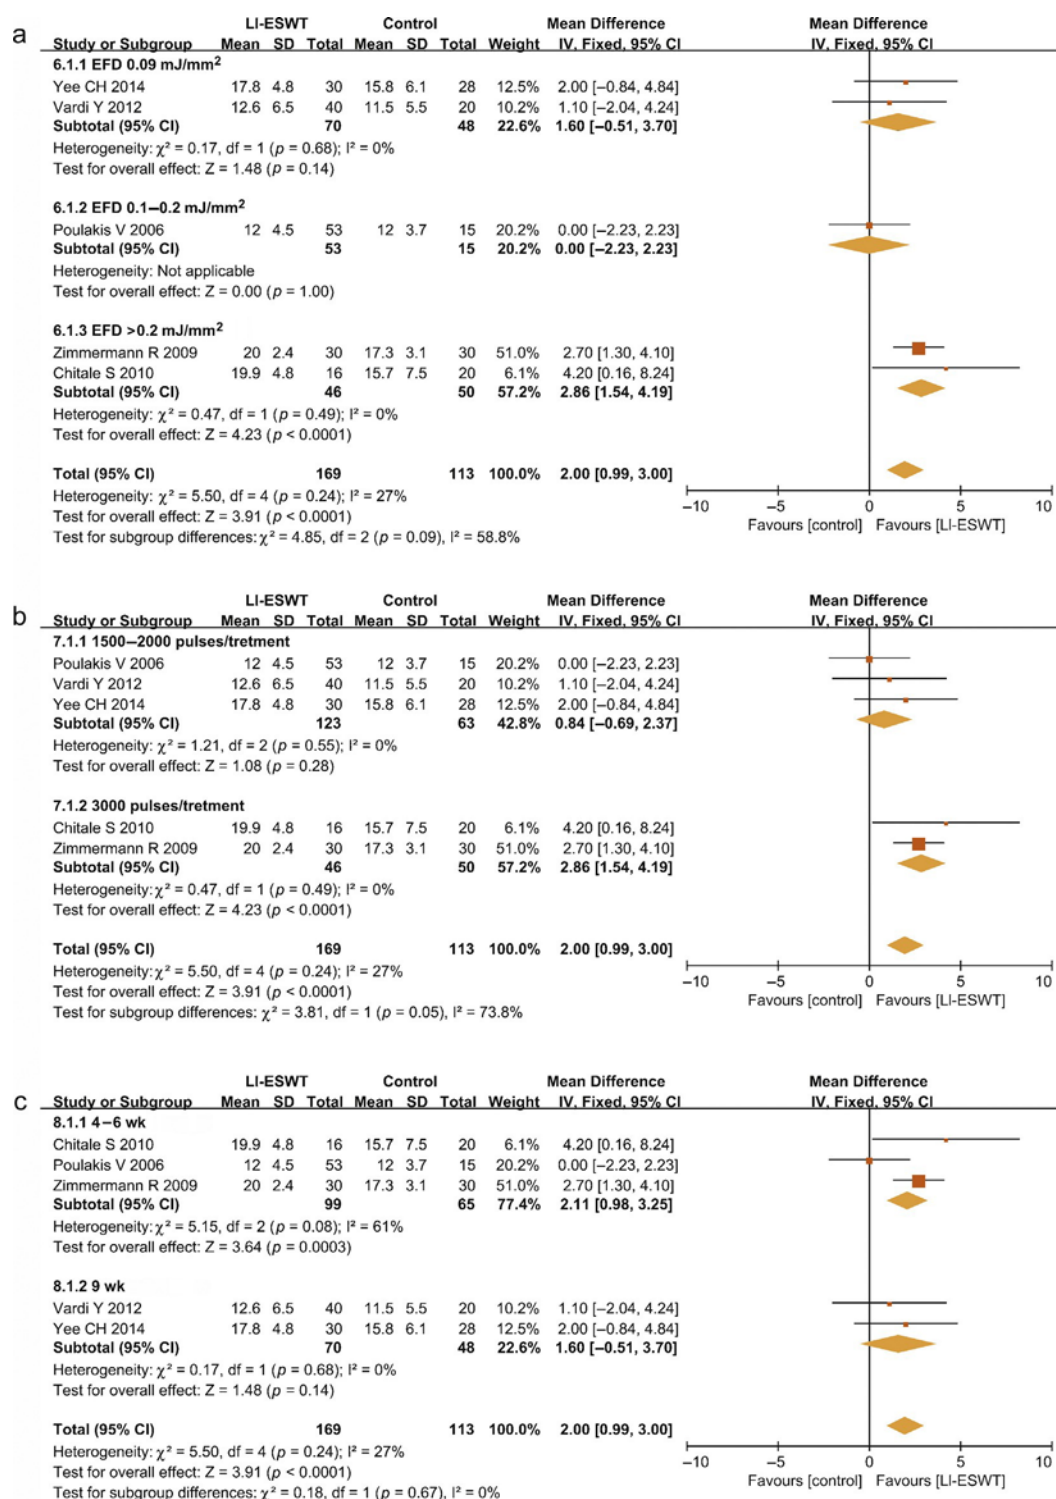 a
LI-ESWT Control Mean Difference Mean Difference
Study or Subgroup Mean SD Total Mean SD Total Weight IV, Fixed, 95% CI IV, Fixed, 95% CI
6.1.1 EFD 0.09 mJ/mm²
Yee CH 2014 17.8 4.8 30 15.8 6.1 28 12.5% 2.00 [−0.84, 4.84]
Vardi Y 2012 12.6 6.5 40 11.5 5.5 20 10.2% 1.10 [−2.04, 4.24]
Subtotal (95% CI) 70 48 22.6% 1.60 [−0.51, 3.70]
Heterogeneity: χ² = 0.17, df = 1 (p = 0.68); I² = 0%
Test for overall effect: Z = 1.48 (p = 0.14)
6.1.2 EFD 0.1−0.2 mJ/mm²
Poulakis V 2006 12 4.5 53 12 3.7 15 20.2% 0.00 [−2.23, 2.23]
Subtotal (95% CI) 53 15 20.2% 0.00 [−2.23, 2.23]
Heterogeneity: Not applicable
Test for overall effect: Z = 0.00 (p = 1.00)
6.1.3 EFD >0.2 mJ/mm²
Zimmermann R 2009 20 2.4 30 17.3 3.1 30 51.0% 2.70 [1.30, 4.10]
Chitale S 2010 19.9 4.8 16 15.7 7.5 20 6.1% 4.20 [0.16, 8.24]
Subtotal (95% CI) 46 50 57.2% 2.86 [1.54, 4.19]
Heterogeneity: χ² = 0.47, df = 1 (p = 0.49); I² = 0%
Test for overall effect: Z = 4.23 (p < 0.0001)
Total (95% CI) 169 113 100.0% 2.00 [0.99, 3.00]
Heterogeneity: χ² = 5.50, df = 4 (p = 0.24); I² = 27%
Test for overall effect: Z = 3.91 (p < 0.0001)
Test for subgroup differences: χ² = 4.85, df = 2 (p = 0.09), I² = 58.8%
−10 −5 0 5 10
Favours [control] Favours [LI-ESWT]
b
LI-ESWT Control Mean Difference Mean Difference
Study or Subgroup Mean SD Total Mean SD Total Weight IV, Fixed, 95% CI IV, Fixed, 95% CI
7.1.1 1500−2000 pulses/tretment
Poulakis V 2006 12 4.5 53 12 3.7 15 20.2% 0.00 [−2.23, 2.23]
Vardi Y 2012 12.6 6.5 40 11.5 5.5 20 10.2% 1.10 [−2.04, 4.24]
Yee CH 2014 17.8 4.8 30 15.8 6.1 28 12.5% 2.00 [−0.84, 4.84]
Subtotal (95% CI) 123 63 42.8% 0.84 [−0.69, 2.37]
Heterogeneity: χ² = 1.21, df = 2 (p = 0.55); I² = 0%
Test for overall effect: Z = 1.08 (p = 0.28)
7.1.2 3000 pulses/tretment
Chitale S 2010 19.9 4.8 16 15.7 7.5 20 6.1% 4.20 [0.16, 8.24]
Zimmermann R 2009 20 2.4 30 17.3 3.1 30 51.0% 2.70 [1.30, 4.10]
Subtotal (95% CI) 46 50 57.2% 2.86 [1.54, 4.19]
Heterogeneity: χ² = 0.47, df = 1 (p = 0.49); I² = 0%
Test for overall effect: Z = 4.23 (p < 0.0001)
Total (95% CI) 169 113 100.0% 2.00 [0.99, 3.00]
Heterogeneity: χ² = 5.50, df = 4 (p = 0.24); I² = 27%
Test for overall effect: Z = 3.91 (p < 0.0001)
Test for subgroup differences: χ² = 3.81, df = 1 (p = 0.05), I² = 73.8%
−10 −5 0 5 10
Favours [control] Favours [LI-ESWT]
c
LI-ESWT Control Mean Difference Mean Difference
Study or Subgroup Mean SD Total Mean SD Total Weight IV, Fixed, 95% CI IV, Fixed, 95% CI
8.1.1 4−6 wk
Chitale S 2010 19.9 4.8 16 15.7 7.5 20 6.1% 4.20 [0.16, 8.24]
Poulakis V 2006 12 4.5 53 12 3.7 15 20.2% 0.00 [−2.23, 2.23]
Zimmermann R 2009 20 2.4 30 17.3 3.1 30 51.0% 2.70 [1.30, 4.10]
Subtotal (95% CI) 99 65 77.4% 2.11 [0.98, 3.25]
Heterogeneity: χ² = 5.15, df = 2 (p = 0.08); I² = 61%
Test for overall effect: Z = 3.64 (p = 0.0003)
8.1.2 9 wk
Vardi Y 2012 12.6 6.5 40 11.5 5.5 20 10.2% 1.10 [−2.04, 4.24]
Yee CH 2014 17.8 4.8 30 15.8 6.1 28 12.5% 2.00 [−0.84, 4.84]
Subtotal (95% CI) 70 48 22.6% 1.60 [−0.51, 3.70]
Heterogeneity: χ² = 0.17, df = 1 (p = 0.68); I² = 0%
Test for overall effect: Z = 1.48 (p = 0.14)
Total (95% CI) 169 113 100.0% 2.00 [0.99, 3.00]
Heterogeneity: χ² = 5.50, df = 4 (p = 0.24); I² = 27%
Test for overall effect: Z = 3.91 (p < 0.0001)
Test for subgroup differences: χ² = 0.18, df = 1 (p = 0.67), I² = 0%
−10 −5 0 5 10
Favours [control] Favours [LI-ESWT]